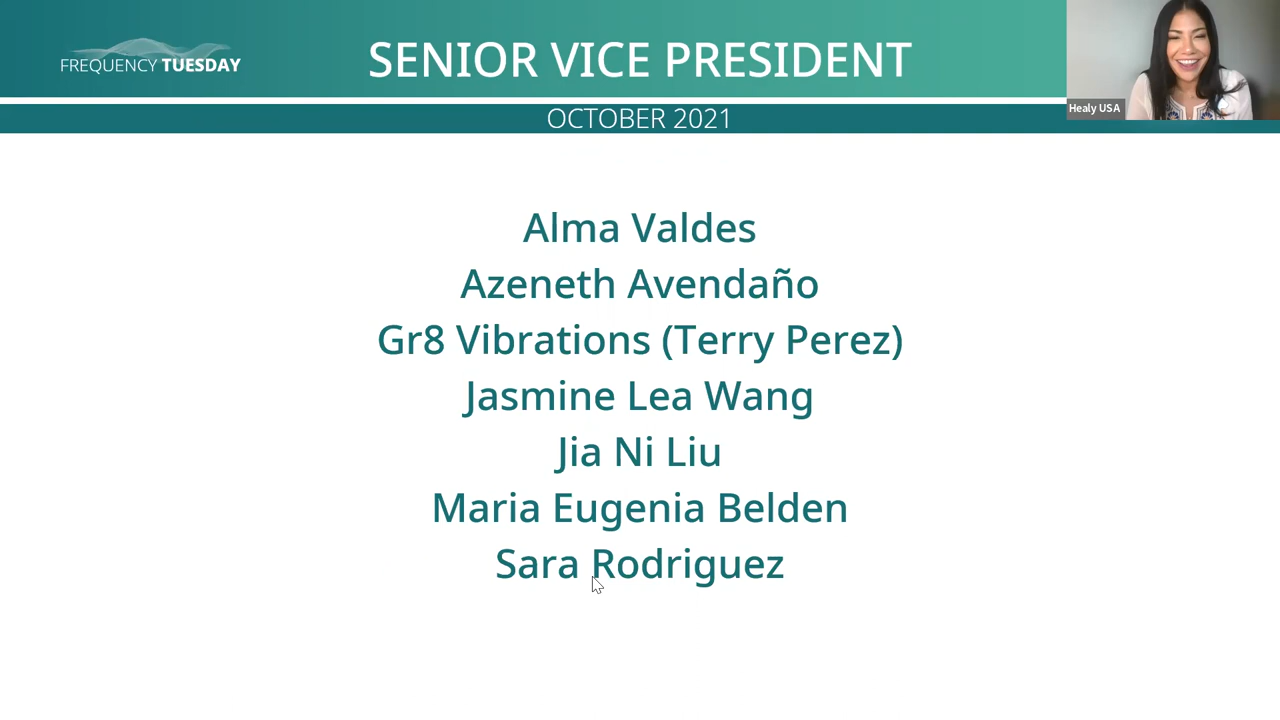 FREQUENCY TUESDAY
SENIOR VICE PRESIDENT
Healy USA
OCTOBER 2021
Alma Valdes
Azeneth Avendaño
Gr8 Vibrations (Terry Perez)
Jasmine Lea Wang
Jia Ni Liu
Maria Eugenia Belden
Sara Rodriguez